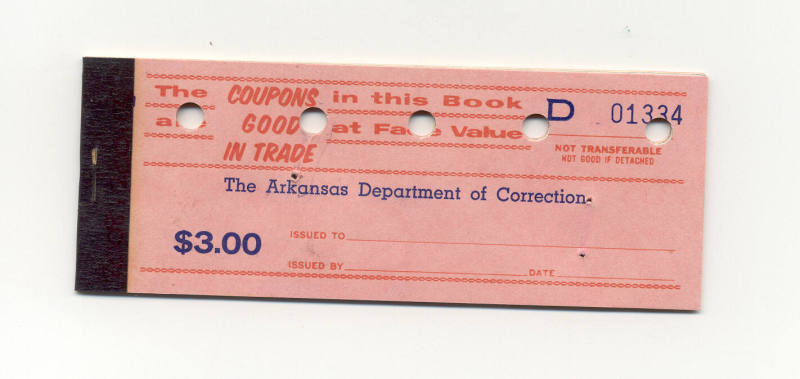 The COUPONS in this Book
are GOOD at Face Value
IN TRADE
D 01334
NOT TRANSFERABLE
NOT GOOD IF DETACHED
The Arkansas Department of Correction
$3.00
ISSUED TO
ISSUED BY DATE